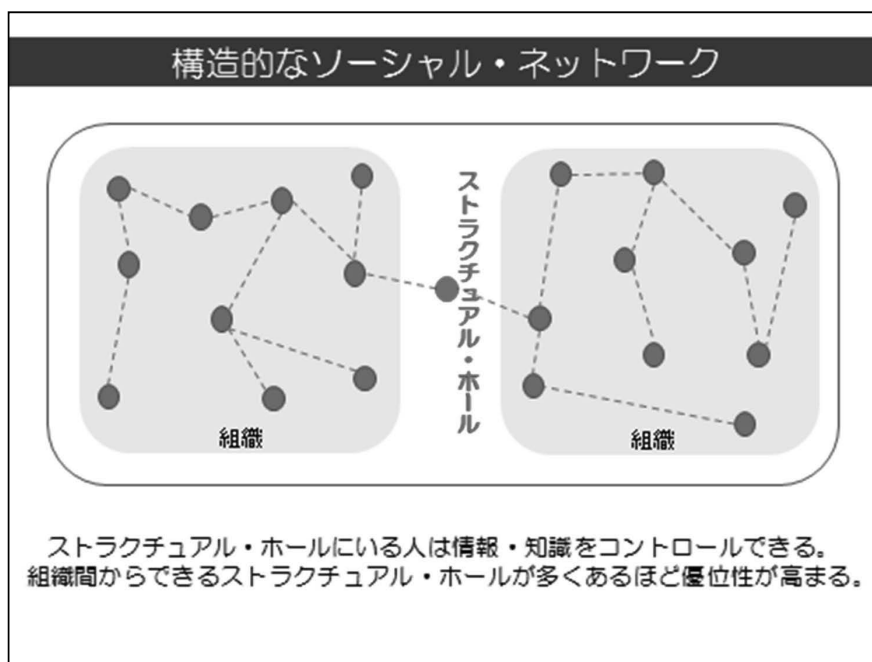 構造的なソーシャル・ネットワーク
ストラクチュアル・ホール
組織
組織
ストラクチュアル・ホールにいる人は情報・知識をコントロールできる。
組織間からできるストラクチュアル・ホールが多くあるほど優位性が高まる。